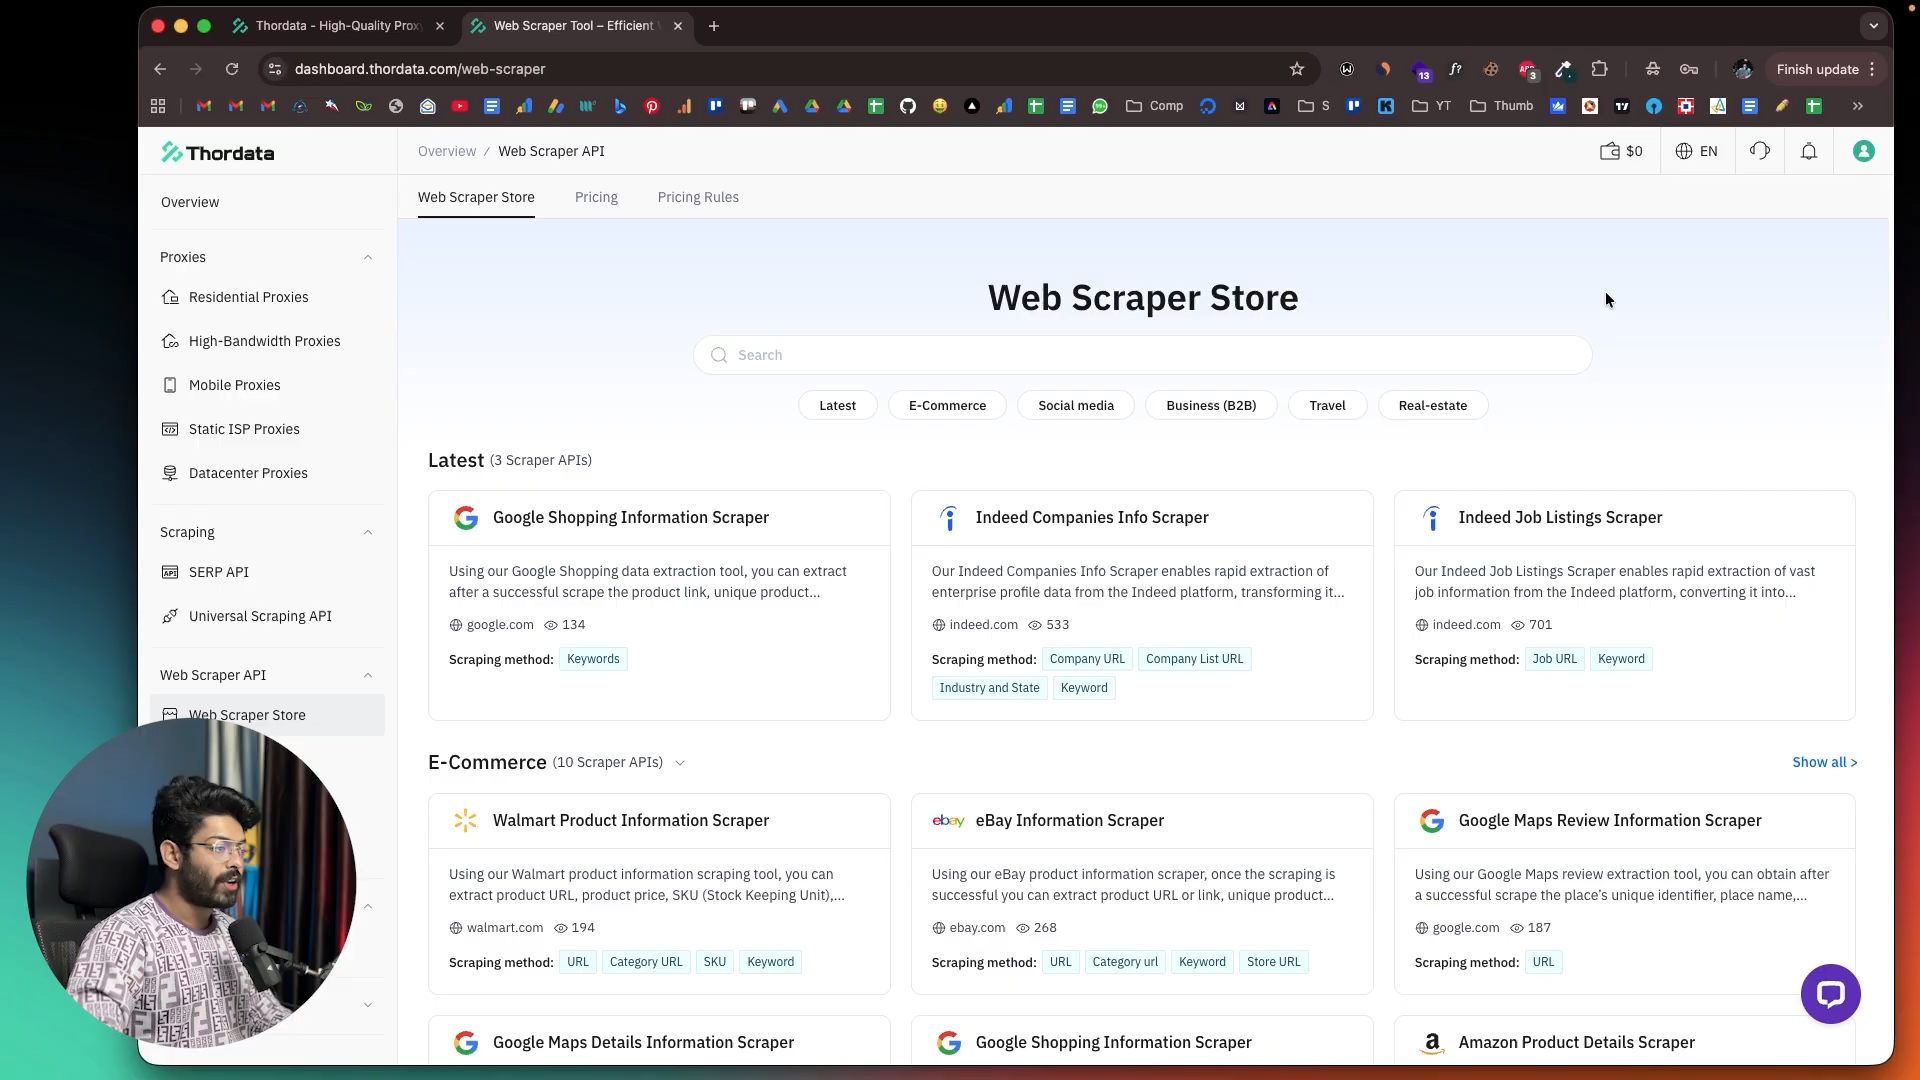 Thordata - High-Quality Proxy
Web Scraper Tool – Efficient
dashboard.thordata.com/web-scraper
13
f?
3
Finish update
Comp
S
YT
Thumb
Thordata
Overview / Web Scraper API
$0
EN
Overview
Web Scraper Store
Pricing
Pricing Rules
Proxies
Residential Proxies
High-Bandwidth Proxies
Mobile Proxies
Static ISP Proxies
Datacenter Proxies
Scraping
SERP API
Universal Scraping API
Web Scraper API
Web Scraper Store
Web Scraper Store
Search
Latest
E-Commerce
Social media
Business (B2B)
Travel
Real-estate
Latest (3 Scraper APIs)
Google Shopping Information Scraper
Using our Google Shopping data extraction tool, you can extract
after a successful scrape the product link, unique product...
google.com 134
Scraping method: Keywords
Indeed Companies Info Scraper
Our Indeed Companies Info Scraper enables rapid extraction of
enterprise profile data from the Indeed platform, transforming it...
indeed.com 533
Scraping method: Company URL Company List URL
Industry and State Keyword
Indeed Job Listings Scraper
Our Indeed Job Listings Scraper enables rapid extraction of vast
job information from the Indeed platform, converting it into...
indeed.com 701
Scraping method: Job URL Keyword
E-Commerce (10 Scraper APIs)
Show all >
Walmart Product Information Scraper
Using our Walmart product information scraping tool, you can
extract product URL, product price, SKU (Stock Keeping Unit),...
walmart.com 194
Scraping method: URL Category URL SKU Keyword
ebay eBay Information Scraper
Using our eBay product information scraper, once the scraping is
successful you can extract product URL or link, unique product...
ebay.com 268
Scraping method: URL Category url Keyword Store URL
Google Maps Review Information Scraper
Using our Google Maps review extraction tool, you can obtain after
a successful scrape the place's unique identifier, place name,...
google.com 187
Scraping method: URL
Google Maps Details Information Scraper
Google Shopping Information Scraper
Amazon Product Details Scraper